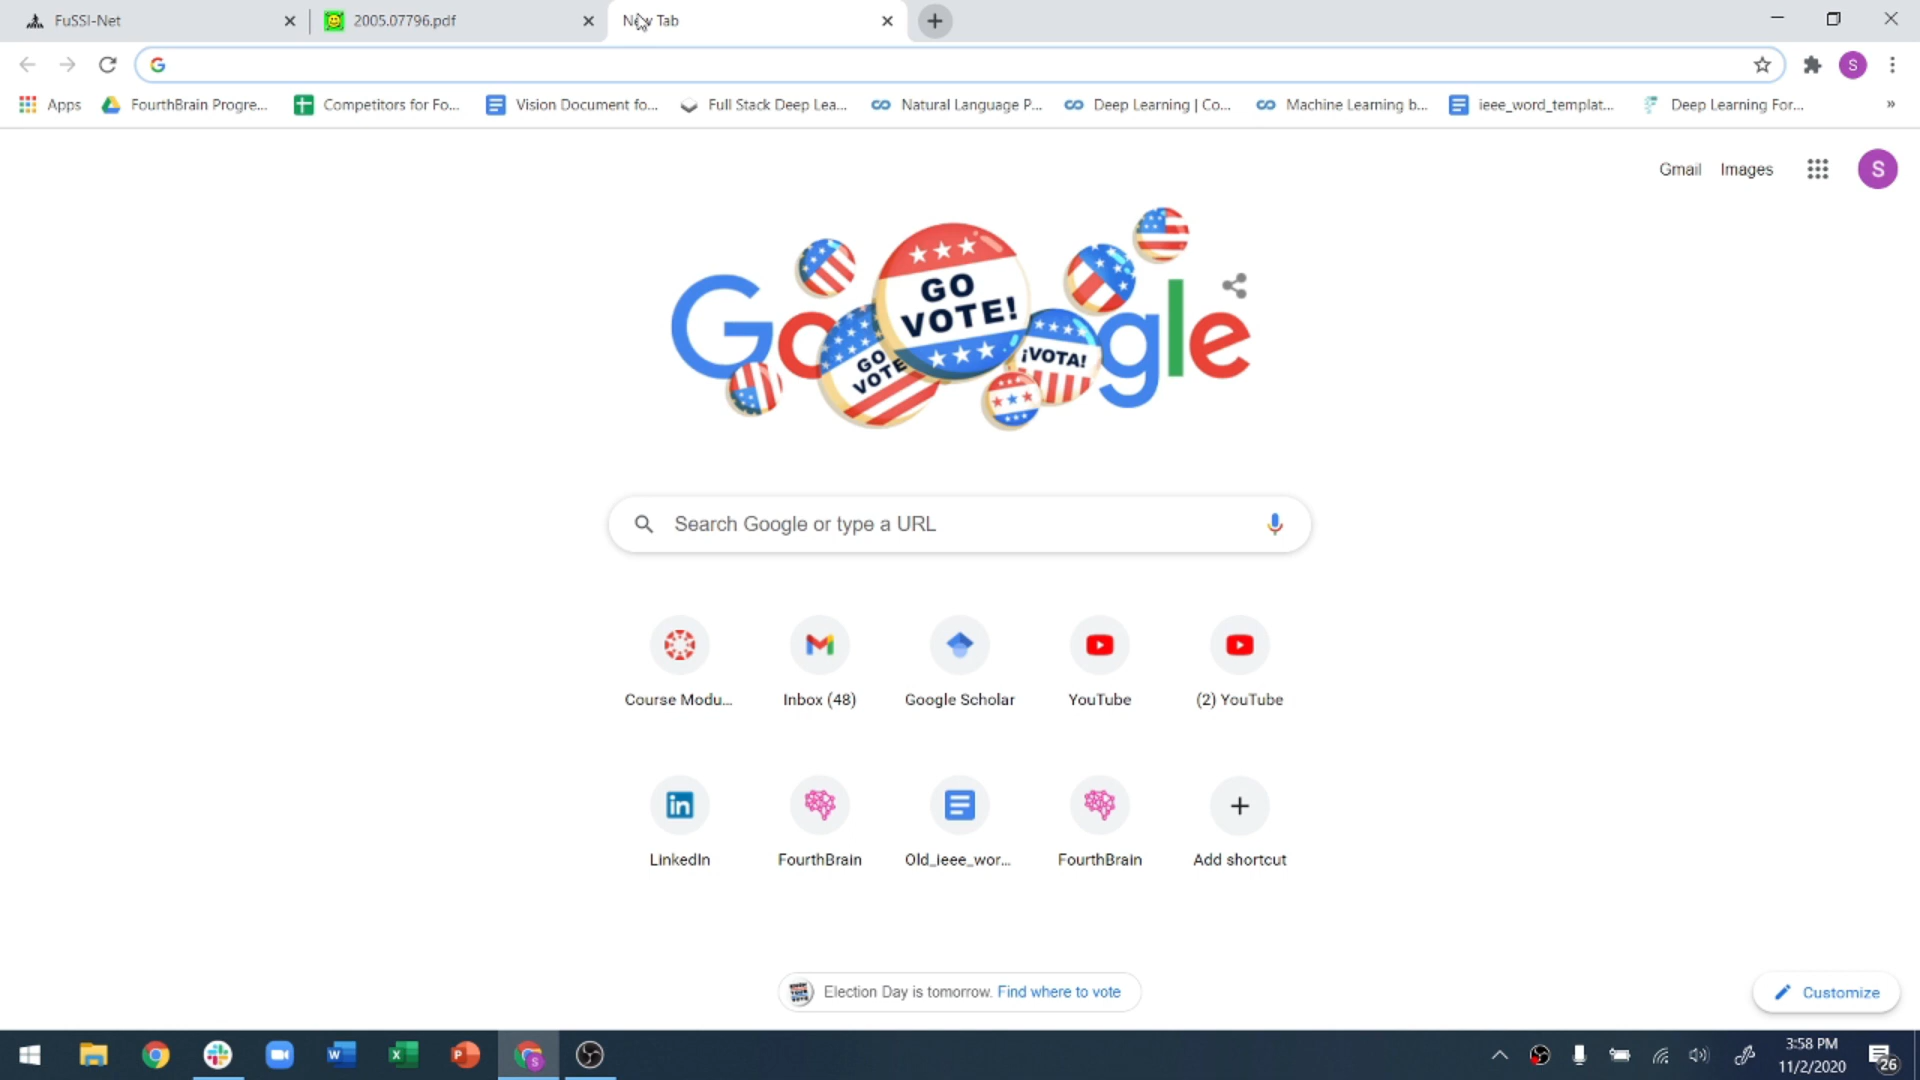 FuSSI-Net
2005.07796.pdf
New Tab
Apps
FourthBrain Progre...
Competitors for Fo...
Vision Document fo...
Full Stack Deep Lea...
Natural Language P...
Deep Learning | Co...
Machine Learning b...
ieee_word_templat...
Deep Learning For...
»
S
Gmail
Images
S
Google
GO VOTE!
GO VOTE
¡VOTA!
Search Google or type a URL
Course Modu...
Inbox (48)
Google Scholar
YouTube
(2) YouTube
LinkedIn
FourthBrain
Old_ieee_wor...
FourthBrain
Add shortcut
Election Day is tomorrow. Find where to vote
Customize
3:58 PM
11/2/2020
26